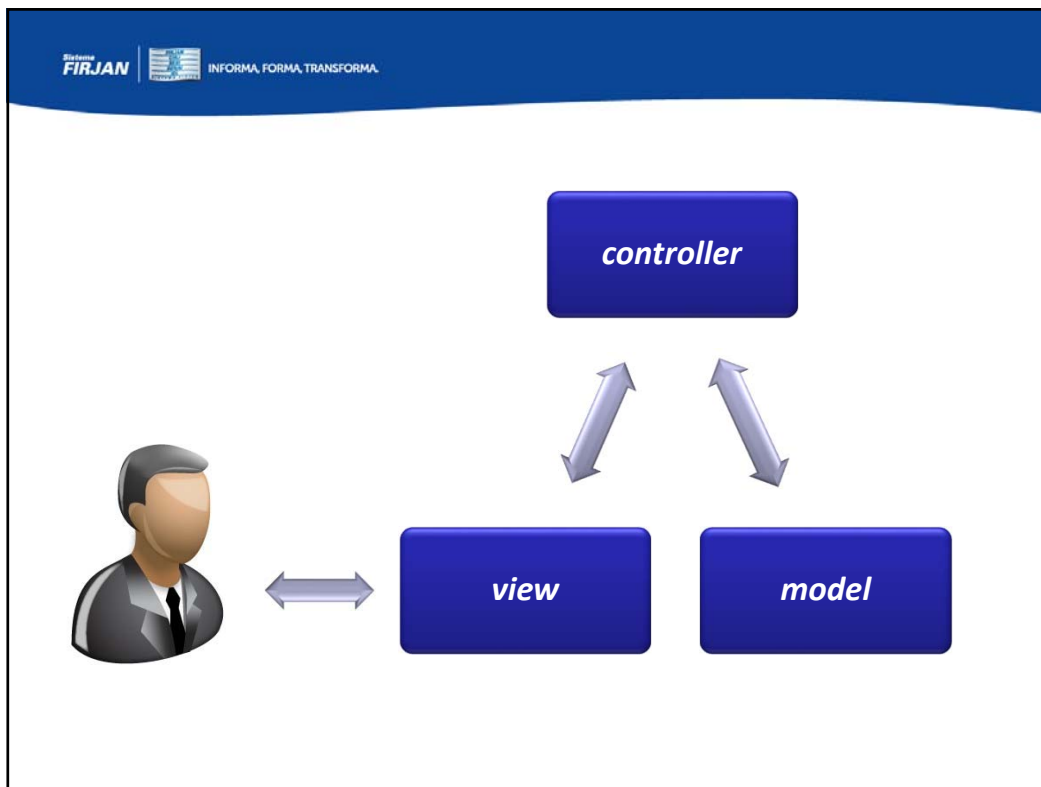 Sistema
FIRJAN
INFORMA, FORMA, TRANSFORMA.
controller
view
model